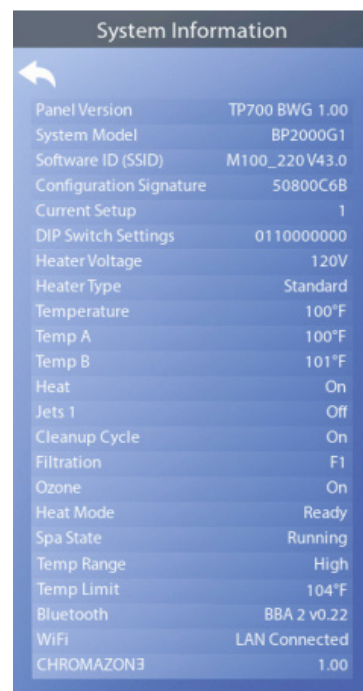 System Information
Panel Version TP700 BWG 1.00
System Model BP2000G1
Software ID (SSID) M100_220 V43.0
Configuration Signature 50800C6B
Current Setup 1
DIP Switch Settings 0110000000
Heater Voltage 120V
Heater Type Standard
Temperature 100°F
Temp A 100°F
Temp B 101°F
Heat On
Jets 1 Off
Cleanup Cycle On
Filtration F1
Ozone On
Heat Mode Ready
Spa State Running
Temp Range High
Temp Limit 104°F
Bluetooth BBA 2 v0.22
WiFi LAN Connected
CHROMAZONƎ 1.00